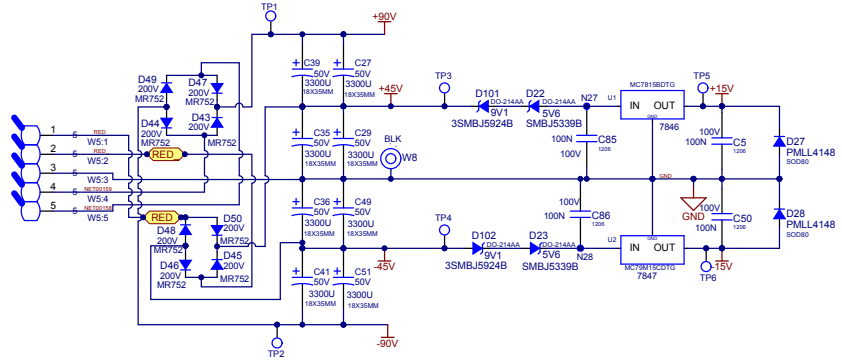 TP1
+90V
D49
200V
MR752
D47
200V
MR752
C39
50V
3300U
18X35MM
C27
50V
3300U
18X35MM
+45V
TP3
D101
DO-214AA
9V1
3SMBJ5924B
D22
DO-214AA
5V6
SMBJ5339B
N27
U1
MC7815BDTG
IN OUT
GND
7846
TP5
+15V
D44
200V
MR752
D43
200V
MR752
1 5 RED W5:1
2 5 RED W5:2
RED
3 5 W5:3
4 5 NET00159 W5:4
5 5 NET00158 W5:5
RED
C35
50V
3300U
18X35MM
C29
50V
3300U
18X35MM
BLK
W8
C85
100N
1206
100V
100V
100N
C5
1206
D27
PMLL4148
SOD80
GND
GND
D48
200V
MR752
D50
200V
MR752
C36
50V
3300U
18X35MM
C49
50V
3300U
18X35MM
TP4
D102
DO-214AA
9V1
3SMBJ5924B
D23
DO-214AA
5V6
SMBJ5339B
N28
100V
C86
100N
1206
U2
IN OUT
GND
MC79M15CDTG
7847
100V
C50
100N
1206
D28
PMLL4148
SOD80
TP6
-15V
-45V
D46
200V
MR752
D45
200V
MR752
C41
50V
3300U
18X35MM
C51
50V
3300U
18X35MM
TP2
-90V